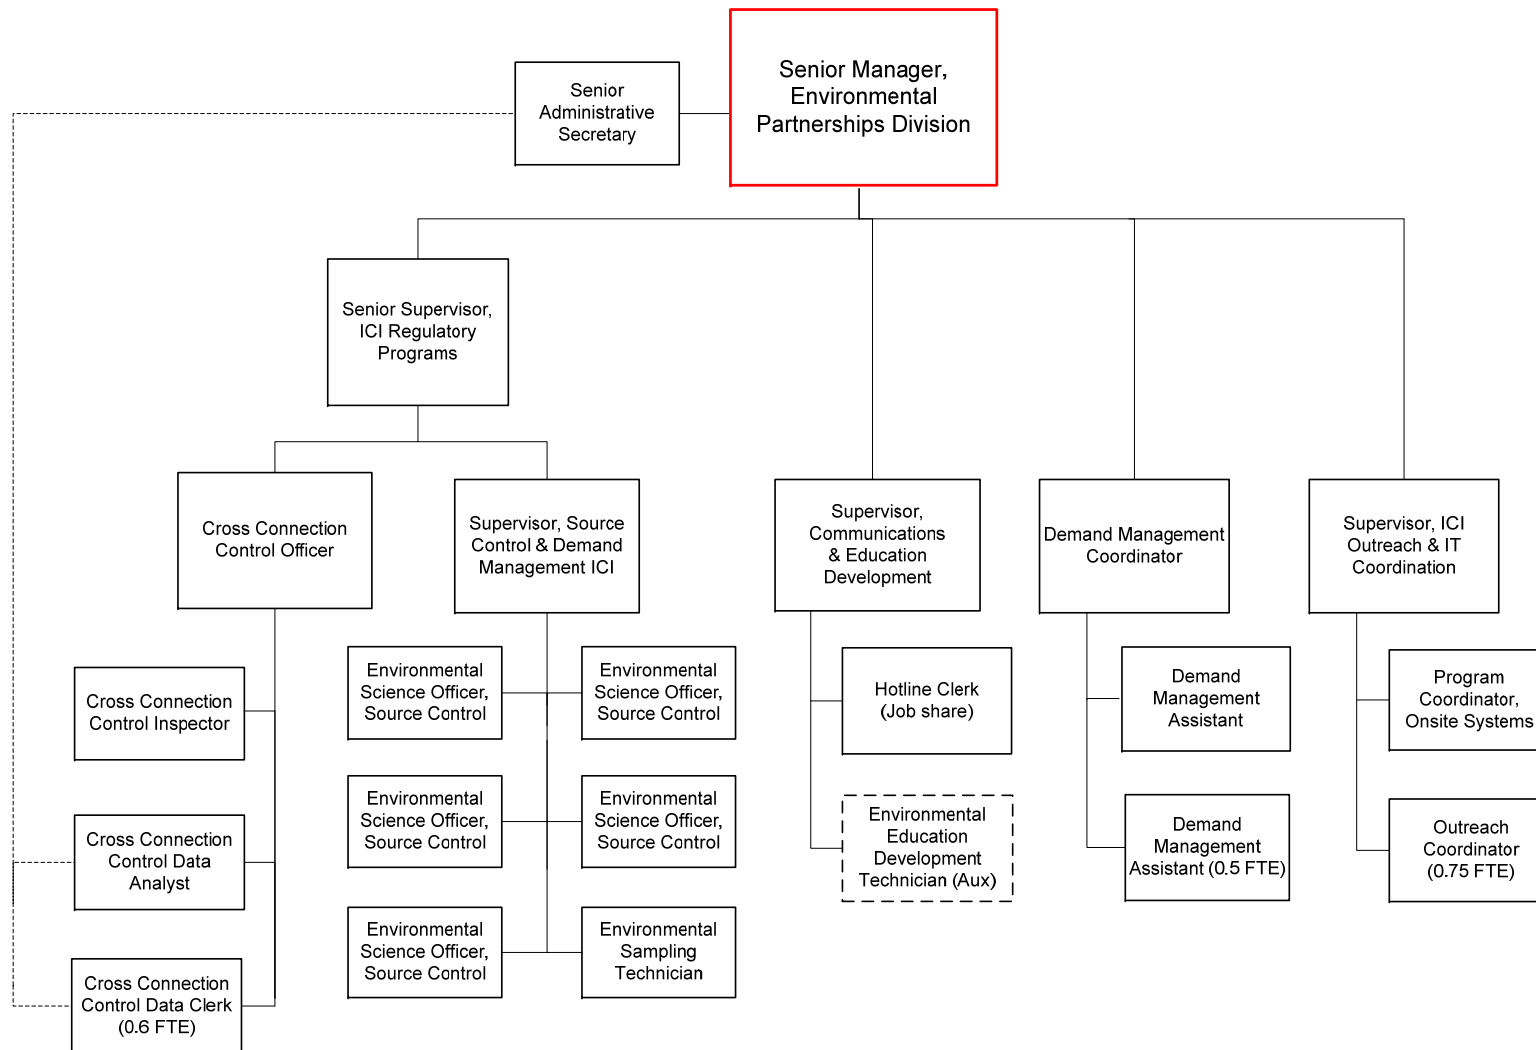 Senior Manager,
Environmental
Partnerships Division
Senior
Administrative
Secretary
Senior Supervisor,
ICI Regulatory
Programs
Cross Connection
Control Officer
Supervisor, Source
Control & Demand
Management ICI
Supervisor,
Communications
& Education
Development
Demand Management
Coordinator
Supervisor, ICI
Outreach & IT
Coordination
Cross Connection
Control Inspector
Cross Connection
Control Data
Analyst
Cross Connection
Control Data Clerk
(0.6 FTE)
Environmental
Science Officer,
Source Control
Environmental
Science Officer,
Source Control
Environmental
Science Officer,
Source Control
Environmental
Science Officer,
Source Control
Environmental
Science Officer,
Source Control
Environmental
Sampling
Technician
Hotline Clerk
(Job share)
Environmental
Education
Development
Technician (Aux)
Demand
Management
Assistant
Demand
Management
Assistant (0.5 FTE)
Program
Coordinator,
Onsite Systems
Outreach
Coordinator
(0.75 FTE)